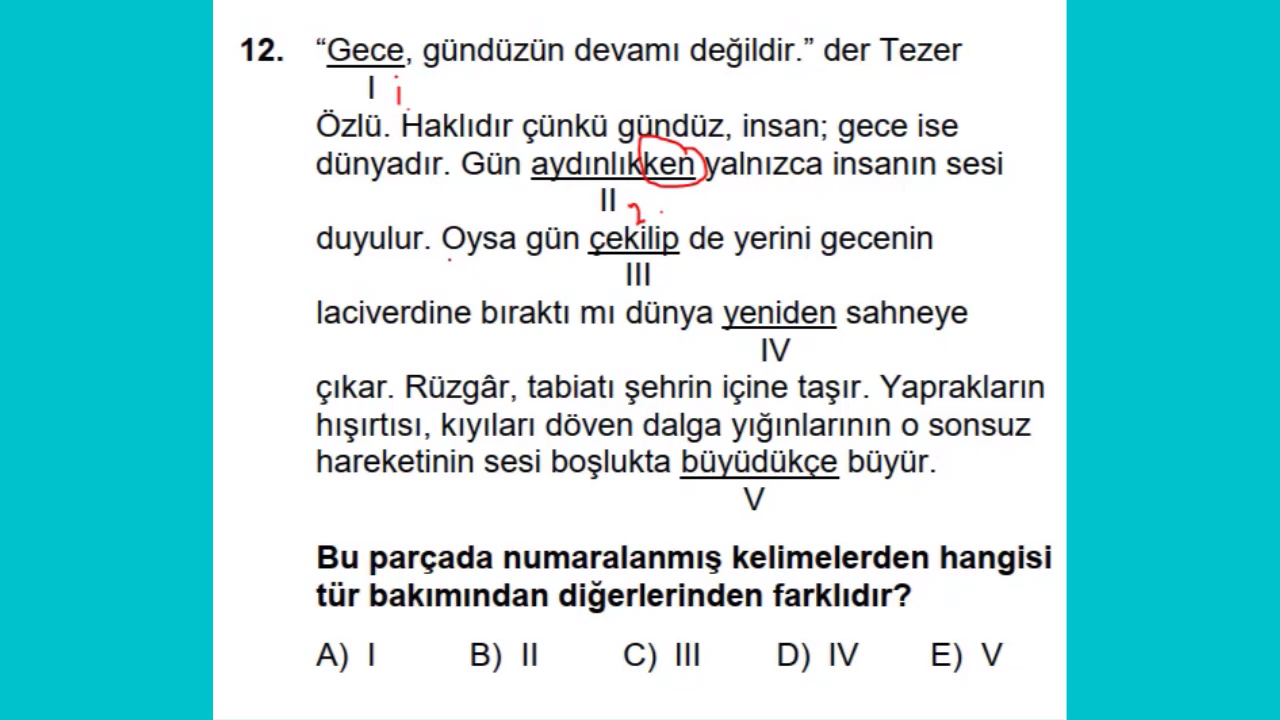 12. “Gece, gündüzün devamı değildir.” der Tezer
I i
Özlü. Haklıdır çünkü gündüz, insan; gece ise
dünyadır. Gün aydınlıkken yalnızca insanın sesi
II 2
duyulur. Oysa gün çekilip de yerini gecenin
III
laciverdine bıraktı mı dünya yeniden sahneye
IV
çıkar. Rüzgâr, tabiatı şehrin içine taşır. Yaprakların
hışırtısı, kıyıları döven dalga yığınlarının o sonsuz
hareketinin sesi boşlukta büyüdükçe büyür.
V
Bu parçada numaralanmış kelimelerden hangisi
tür bakımından diğerlerinden farklıdır?
A) I B) II C) III D) IV E) V